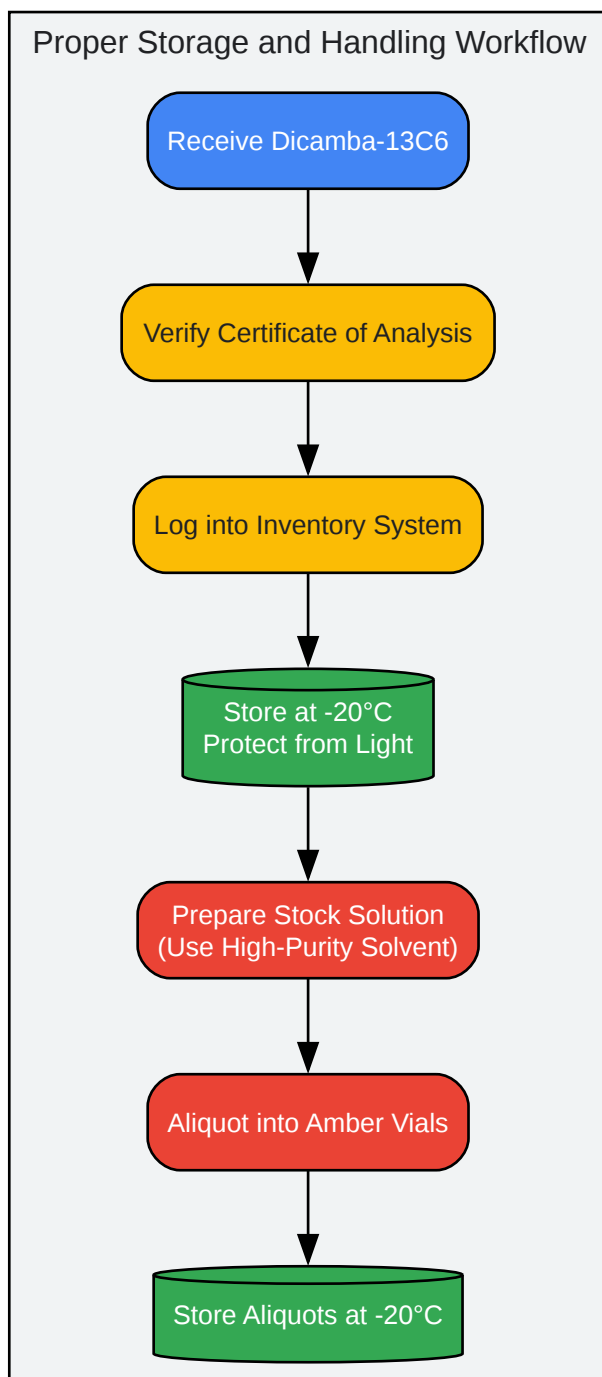 Proper Storage and Handling Workflow
Receive Dicamba-13C6
Verify Certificate of Analysis
Log into Inventory System
Store at -20°C
Protect from Light
Prepare Stock Solution
(Use High-Purity Solvent)
Aliquot into Amber Vials
Store Aliquots at -20°C